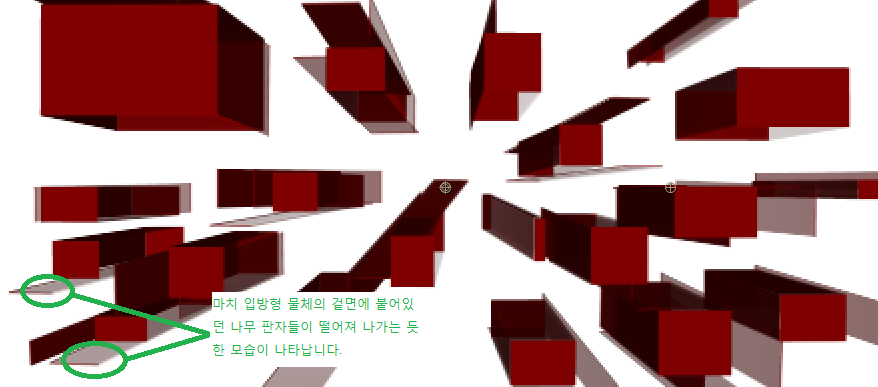 마치 입방형 물체의 겉면에 붙어있
던 나무 판자들이 떨어져 나가는 듯
한 모습이 나타납니다.